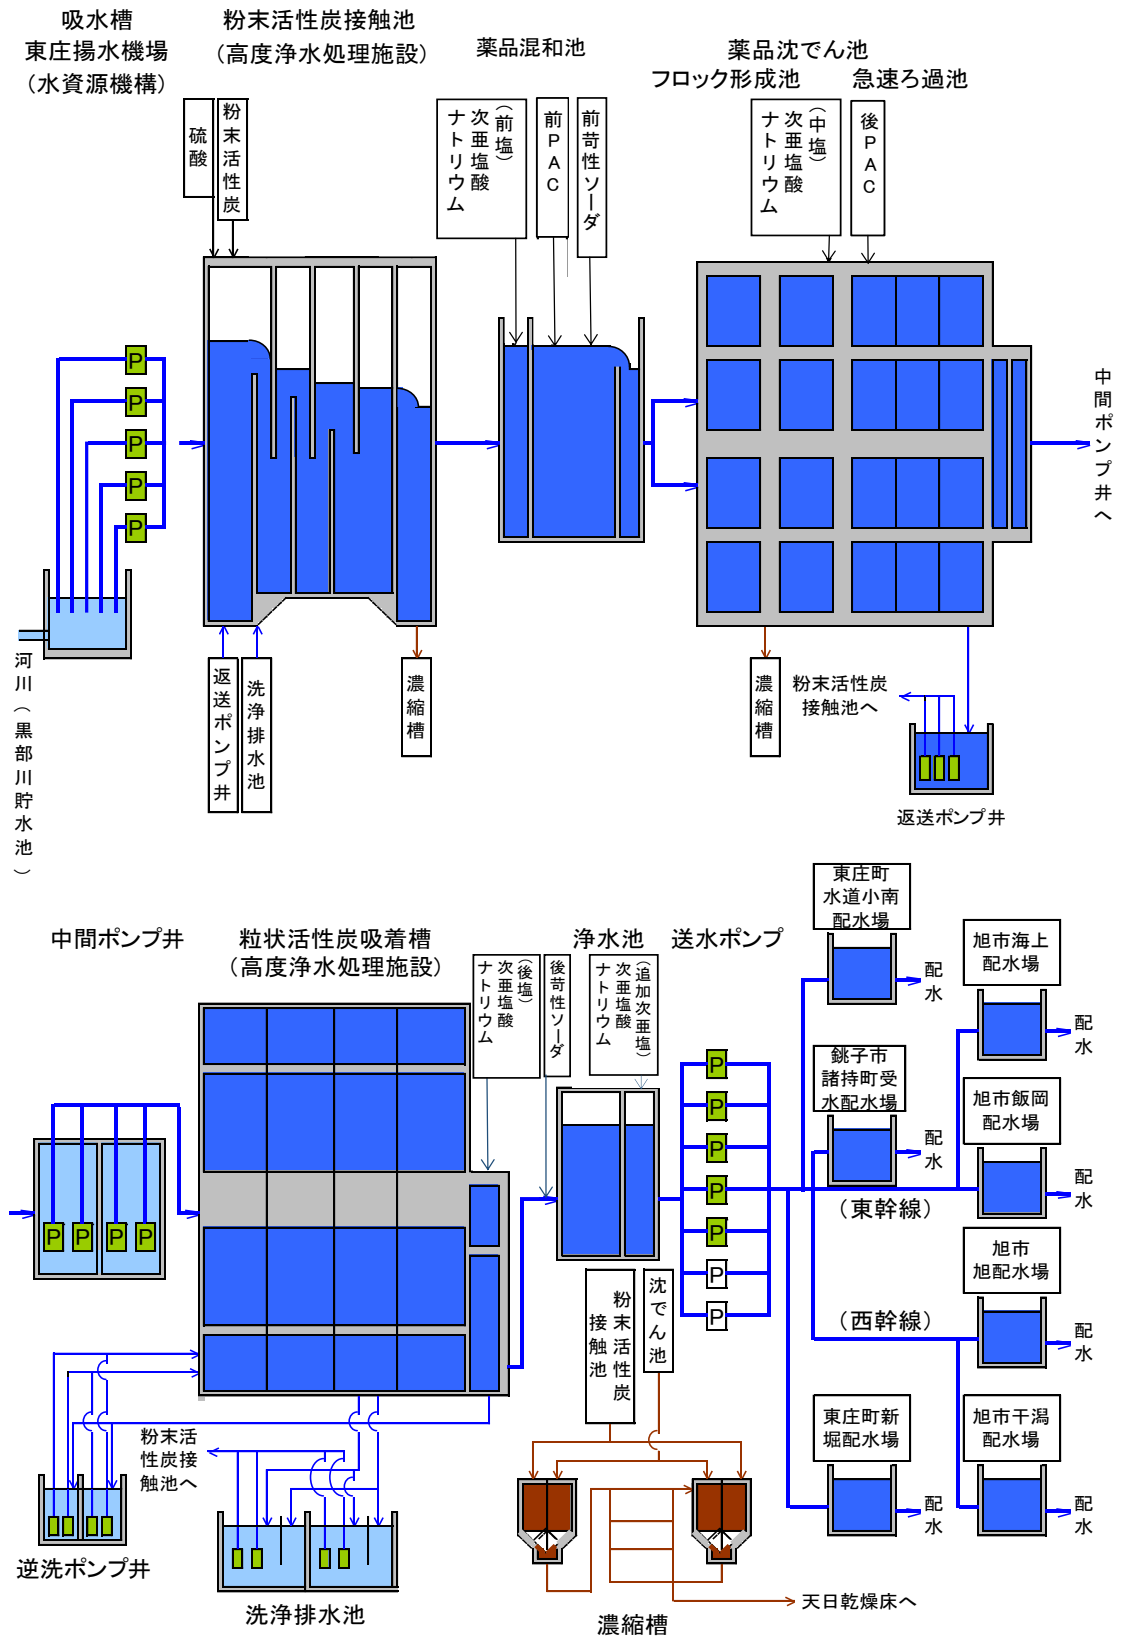 吸水槽
東庄揚水機場
（水資源機構）
粉末活性炭接触池
（高度浄水処理施設）
薬品混和池
薬品沈でん池
フロック形成池
急速ろ過池
硫酸
粉末活性炭
（前塩）
次亜塩酸
ナトリウム
前PAC
前苛性ソーダ
（中塩）
次亜塩酸
ナトリウム
後PAC
P
P
P
P
P
中間ポンプ井へ
河川（黒部川貯水池）
返送ポンプ井
洗浄排水池
濃縮槽
濃縮槽
粉末活性炭
接触池へ
返送ポンプ井
中間ポンプ井
粒状活性炭吸着槽
（高度浄水処理施設）
浄水池
送水ポンプ
（後塩）
次亜塩酸
ナトリウム
後苛性ソーダ
（追加次亜塩）
次亜塩酸
ナトリウム
P
P
P
P
P
P
P
P
P
P
P
東庄町
水道小南
配水場
配水
旭市海上
配水場
配水
銚子市
諸持町受
水配水場
配水
旭市飯岡
配水場
配水
（東幹線）
旭市
旭配水場
配水
（西幹線）
東庄町新
堀配水場
配水
旭市干潟
配水場
配水
粉末活性炭
接触池
沈でん池
粉末活
性炭接
触池へ
逆洗ポンプ井
洗浄排水池
濃縮槽
天日乾燥床へ